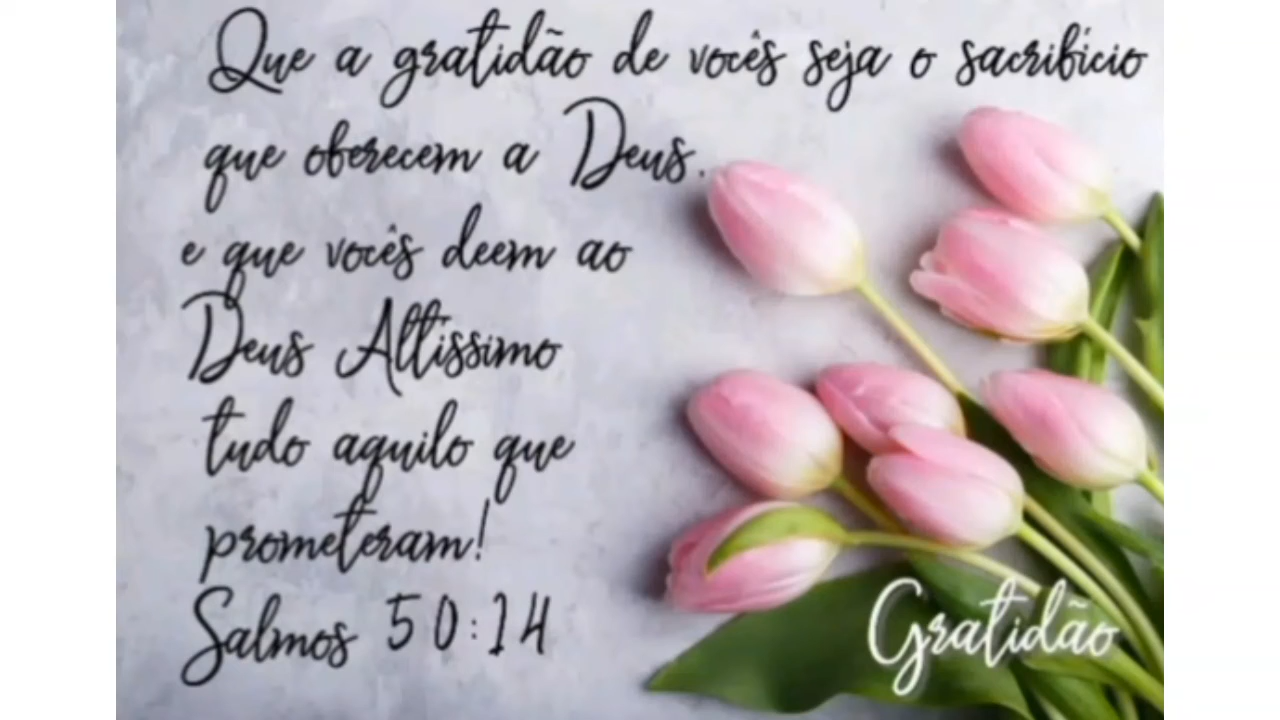 Que a gratidão de vocês seja o sacrifício
que oferecem a Deus.
e que vocês deem ao
Deus Altíssimo
tudo aquilo que
prometeram!
Salmos 50:14
Gratidão